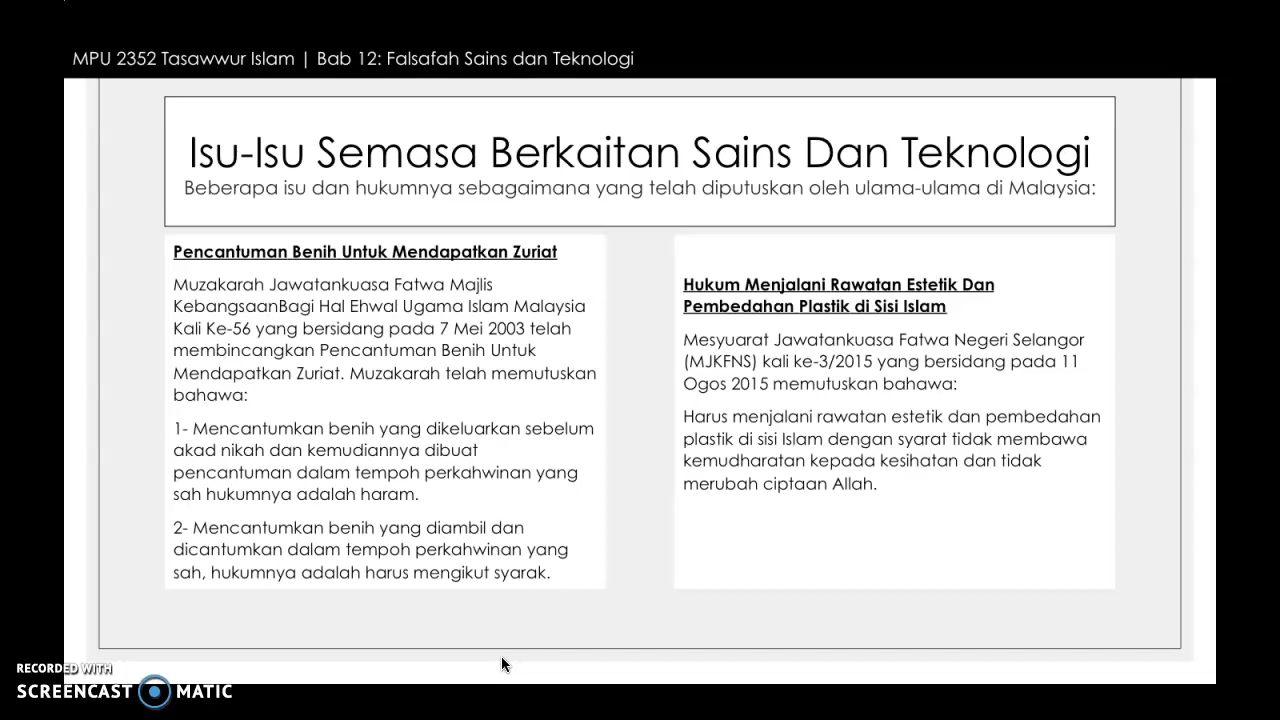 MPU 2352 Tasawwur Islam | Bab 12: Falsafah Sains dan Teknologi
Isu-Isu Semasa Berkaitan Sains Dan Teknologi
Beberapa isu dan hukumnya sebagaimana yang telah diputuskan oleh ulama-ulama di Malaysia:
Pencantuman Benih Untuk Mendapatkan Zuriat
Muzakarah Jawatankuasa Fatwa Majlis
KebangsaanBagi Hal Ehwal Ugama Islam Malaysia
Kali Ke-56 yang bersidang pada 7 Mei 2003 telah
membincangkan Pencantuman Benih Untuk
Mendapatkan Zuriat. Muzakarah telah memutuskan
bahawa:
1- Mencantumkan benih yang dikeluarkan sebelum
akad nikah dan kemudiannya dibuat
pencantuman dalam tempoh perkahwinan yang
sah hukumnya adalah haram.
2- Mencantumkan benih yang diambil dan
dicantumkan dalam tempoh perkahwinan yang
sah, hukumnya adalah harus mengikut syarak.
Hukum Menjalani Rawatan Estetik Dan
Pembedahan Plastik di Sisi Islam
Mesyuarat Jawatankuasa Fatwa Negeri Selangor
(MJKFNS) kali ke-3/2015 yang bersidang pada 11
Ogos 2015 memutuskan bahawa:
Harus menjalani rawatan estetik dan pembedahan
plastik di sisi Islam dengan syarat tidak membawa
kemudharatan kepada kesihatan dan tidak
merubah ciptaan Allah.
RECORDED WITH
SCREENCAST MATIC